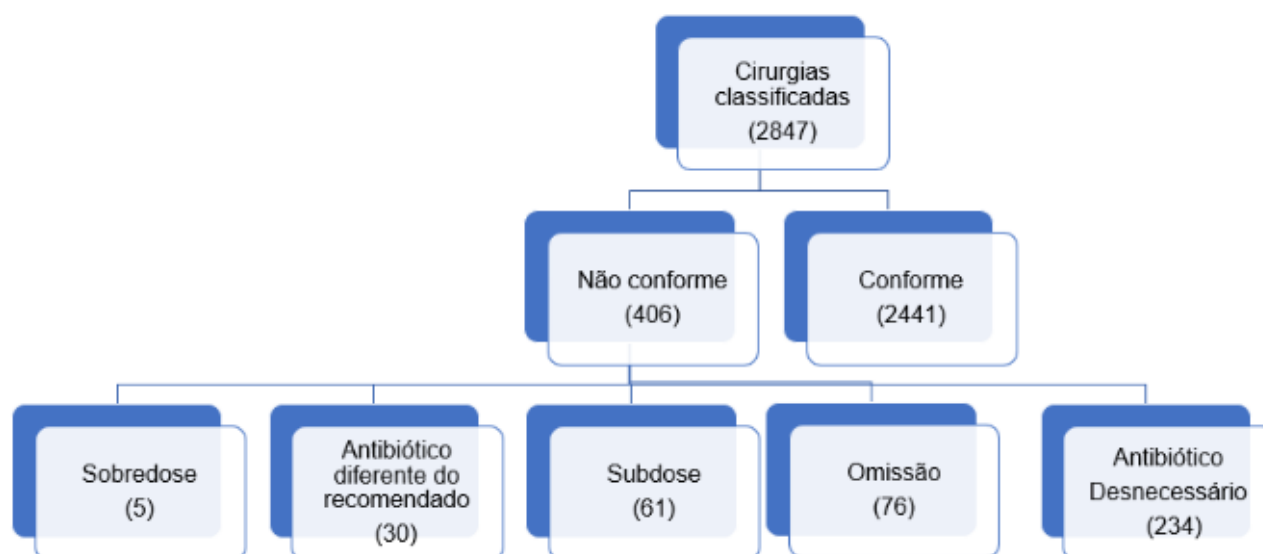 Cirurgias
classificadas
(2847)
Não conforme
(406)
Conforme
(2441)
Sobredose
(5)
Antibiótico
diferente do
recomendado
(30)
Subdose
(61)
Omissão
(76)
Antibiótico
Desnecessário
(234)